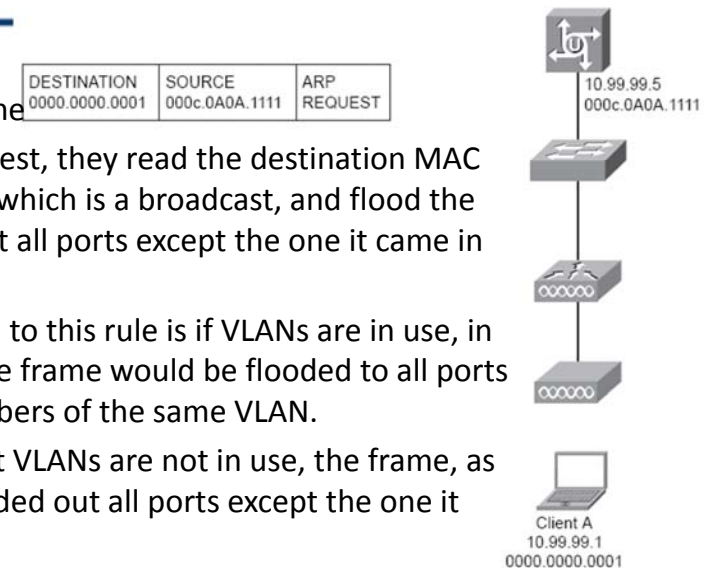 DESTINATION SOURCE ARP
0000.0000.0001 000c.0A0A.1111 REQUEST
10.99.99.5
000c.0A0A.1111
ne
est, they read the destination MAC
which is a broadcast, and flood the
t all ports except the one it came in
to this rule is if VLANs are in use, in
e frame would be flooded to all ports
bers of the same VLAN.
t VLANs are not in use, the frame, as
ded out all ports except the one it
U
Client A
10.99.99.1
0000.0000.0001